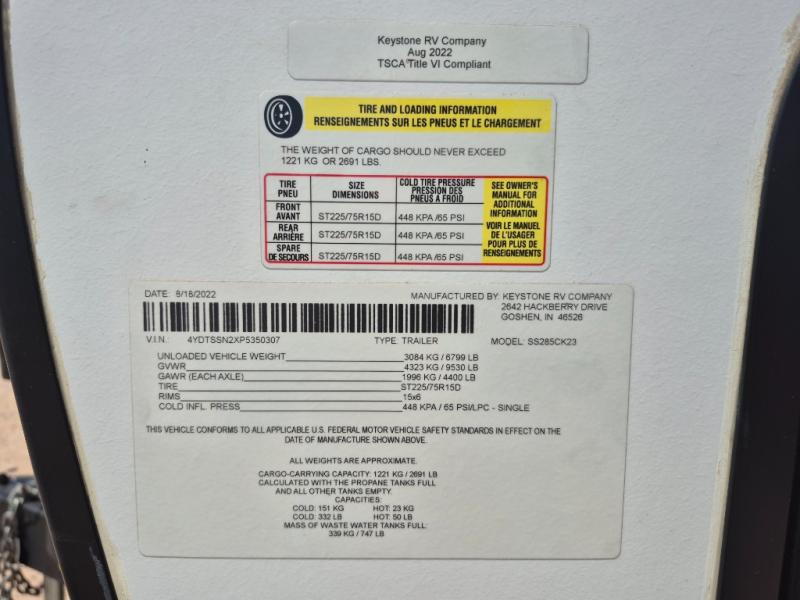 Keystone RV Company
Aug 2022
TSCA Title VI Compliant
TIRE AND LOADING INFORMATION
RENSEIGNEMENTS SUR LES PNEUS ET LE CHARGEMENT
THE WEIGHT OF CARGO SHOULD NEVER EXCEED
1221 KG OR 2691 LBS.
TIRE PNEU SIZE DIMENSIONS COLD TIRE PRESSURE PRESSION DES PNEUS A FROID
FRONT AVANT ST225/75R15D 448 KPA /65 PSI
REAR ARRIÈRE ST225/75R15D 448 KPA /65 PSI
SPARE DE SECOURS ST225/75R15D 448 KPA /65 PSI
SEE OWNER'S
MANUAL FOR
ADDITIONAL
INFORMATION
VOIR LE MANUEL
DE L'USAGER
POUR PLUS DE
RENSEIGNEMENTS
DATE: 8/18/2022 MANUFACTURED BY: KEYSTONE RV COMPANY
2642 HACKBERRY DRIVE
GOSHEN, IN 46526
V.I.N.: 4YDTSSN2XP5350307 TYPE: TRAILER MODEL: SS285CK23
UNLOADED VEHICLE WEIGHT 3084 KG / 6799 LB
GVWR 4323 KG / 9530 LB
GAWR (EACH AXLE) 1996 KG / 4400 LB
TIRE ST225/75R15D
RIMS 15x6
COLD INFL. PRESS 448 KPA / 65 PSI/LPC - SINGLE
THIS VEHICLE CONFORMS TO ALL APPLICABLE U.S. FEDERAL MOTOR VEHICLE SAFETY STANDARDS IN EFFECT ON THE
DATE OF MANUFACTURE SHOWN ABOVE.
ALL WEIGHTS ARE APPROXIMATE.
CARGO-CARRYING CAPACITY: 1221 KG / 2691 LB
CALCULATED WITH THE PROPANE TANKS FULL
AND ALL OTHER TANKS EMPTY.
CAPACITIES:
COLD: 151 KG HOT: 23 KG
COLD: 332 LB HOT: 50 LB
MASS OF WASTE WATER TANKS FULL:
339 KG / 747 LB